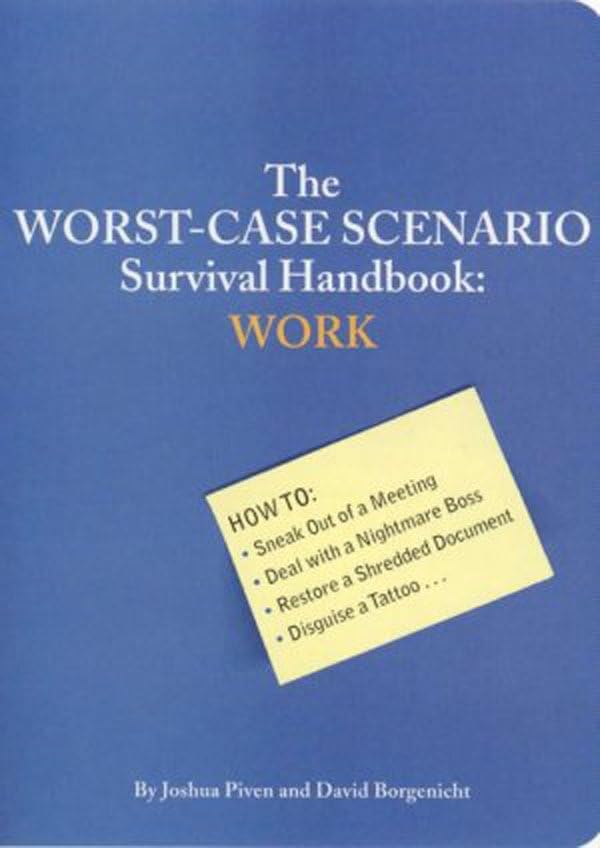 The
WORST-CASE SCENARIO
Survival Handbook:
WORK
HOW TO:
• Sneak Out of a Meeting
• Deal with a Nightmare Boss
• Restore a Shredded Document
• Disguise a Tattoo . . .
By Joshua Piven and David Borgenicht